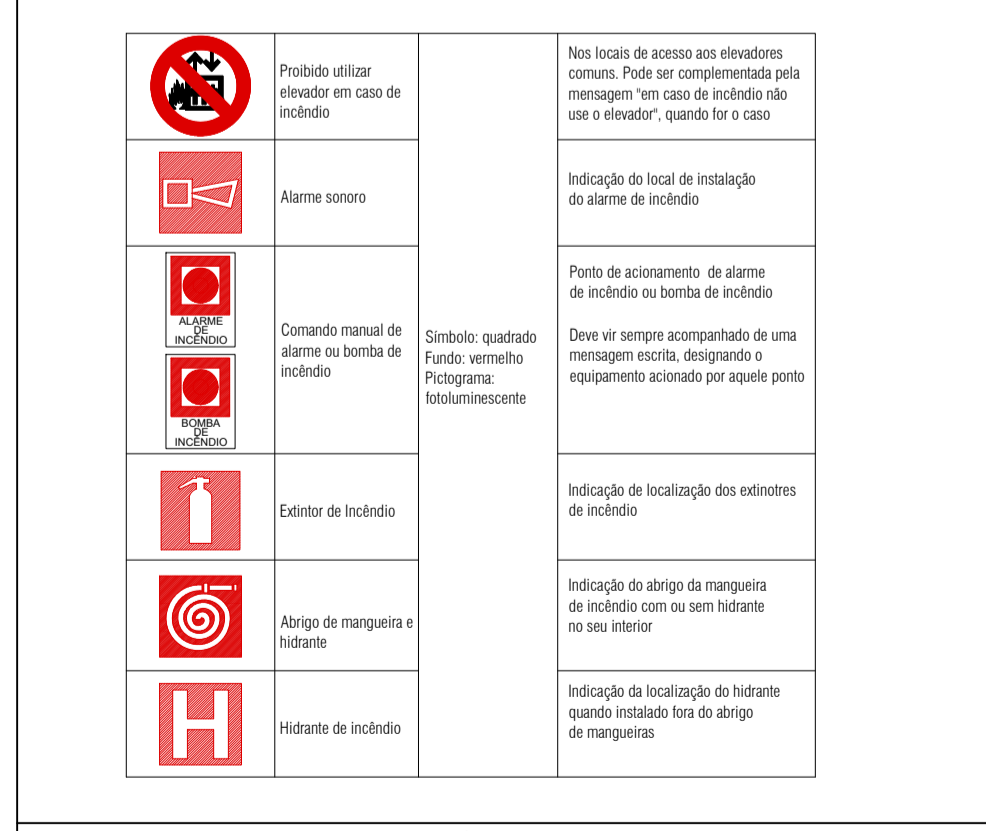 Proibido utilizar
elevador em caso de
incêndio
Nos locais de acesso aos elevadores
comuns. Pode ser complementada pela
mensagem "em caso de incêndio não
use o elevador", quando for o caso
Alarme sonoro
Indicação do local de instalação
do alarme de incêndio
ALARME
DE
INCÊNDIO
BOMBA
DE
INCÊNDIO
Comando manual de
alarme ou bomba de
incêndio
Símbolo: quadrado
Fundo: vermelho
Pictograma:
fotoluminescente
Ponto de acionamento de alarme
de incêndio ou bomba de incêndio
Deve vir sempre acompanhado de uma
mensagem escrita, designando o
equipamento acionado por aquele ponto
Extintor de Incêndio
Indicação de localização dos extinotres
de incêndio
Abrigo de mangueira e
hidrante
Indicação do abrigo da mangueira
de incêndio com ou sem hidrante
no seu interior
H
Hidrante de incêndio
Indicação da localização do hidrante
quando instalado fora do abrigo
de mangueiras